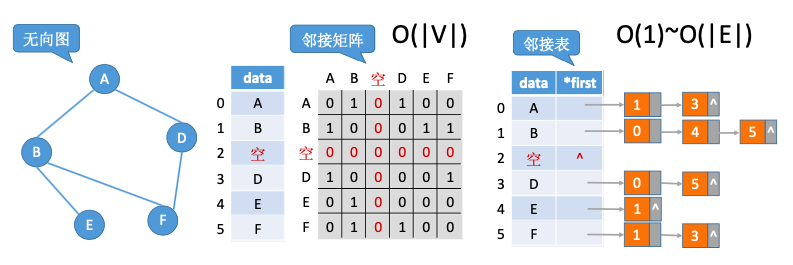 无向图
A
B
D
E
F
邻接矩阵
O(|V|)
data
0 A
1 B
2 空
3 D
4 E
5 F
A B 空 D E F
A 0 1 0 1 0 0
B 1 0 0 0 1 1
空 0 0 0 0 0 0
D 1 0 0 0 0 1
E 0 1 0 0 0 0
F 0 1 0 1 0 0
邻接表
O(1)~O(|E|)
data *first
0 A 1 3 ^
1 B 0 4 5 ^
2 空 ^
3 D 0 5 ^
4 E 1 ^
5 F 1 3 ^